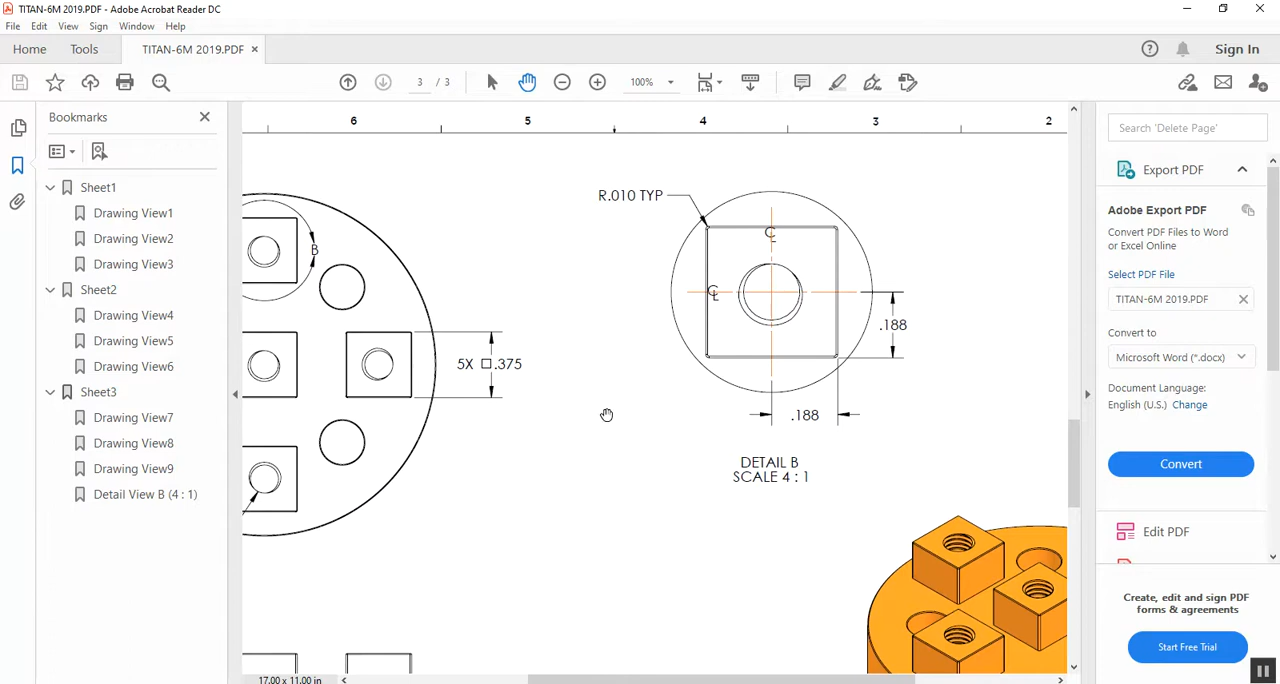 TITAN-6M 2019.PDF - Adobe Acrobat Reader DC
File Edit View Sign Window Help
Home Tools TITAN-6M 2019.PDF × Sign In
3 / 3 100%
Bookmarks
Sheet1
Drawing View1
Drawing View2
Drawing View3
Sheet2
Drawing View4
Drawing View5
Drawing View6
Sheet3
Drawing View7
Drawing View8
Drawing View9
Detail View B (4 : 1)
6 5 4 3 2
R.010 TYP
B
℄
℄
.188
5X □.375
.188
DETAIL B
SCALE 4 : 1
17.00 x 11.00 in
Search 'Delete Page'
Export PDF
Adobe Export PDF
Convert PDF Files to Word
or Excel Online
Select PDF File
TITAN-6M 2019.PDF
Convert to
Microsoft Word (*.docx)
Document Language:
English (U.S.) Change
Convert
Edit PDF
Create, edit and sign PDF
forms & agreements
Start Free Trial